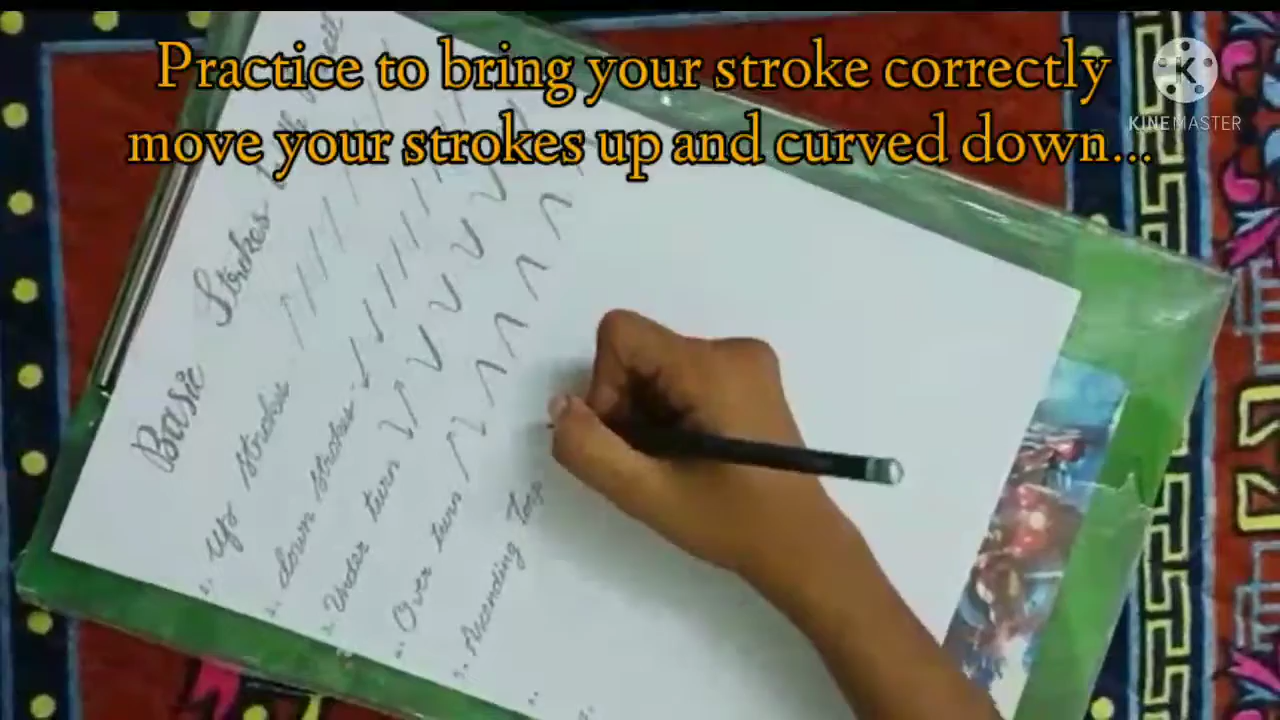 Practice to bring your stroke correctly
move your strokes up and curved down...
KINEMASTER
Basic Strokes
Up strokes
down strokes
Under turn
Over turn
Ascending Loop